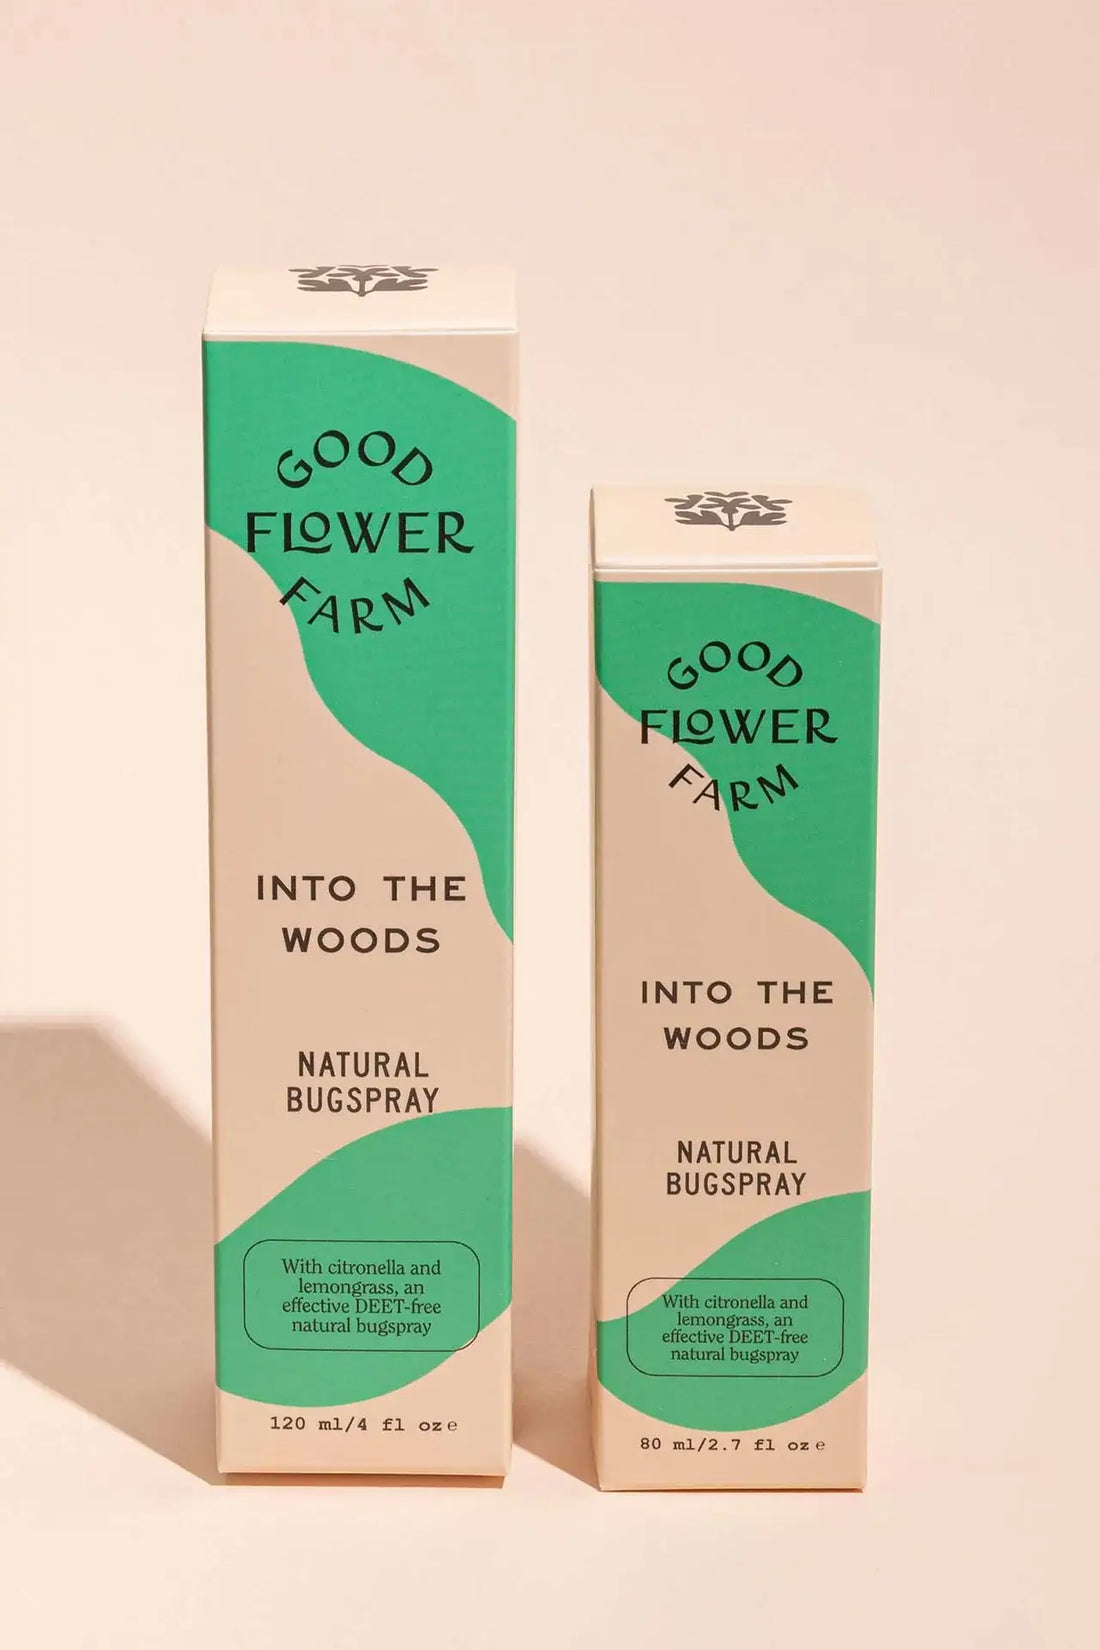 GOOD
FLOWER
FARM
INTO THE
WOODS
NATURAL
BUGSPRAY
With citronella and
lemongrass, an
effective DEET-free
natural bugspray
120 ml/4 fl oz e
GOOD
FLOWER
FARM
INTO THE
WOODS
NATURAL
BUGSPRAY
With citronella and
lemongrass, an
effective DEET-free
natural bugspray
80 ml/2.7 fl oz e